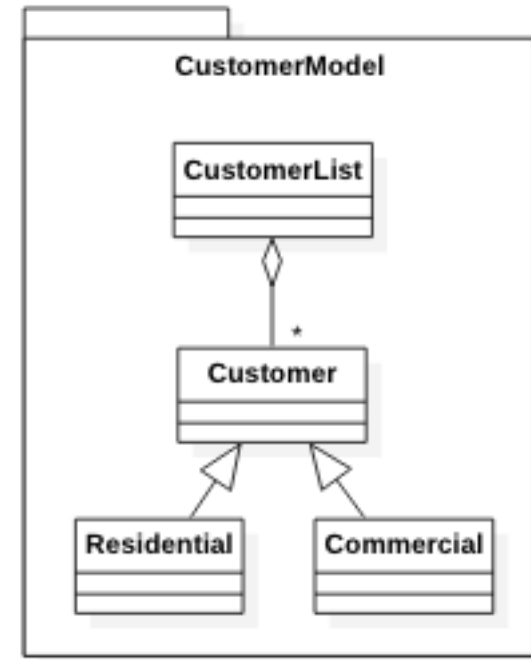 CustomerModel
CustomerList
*
Customer
Residential
Commercial